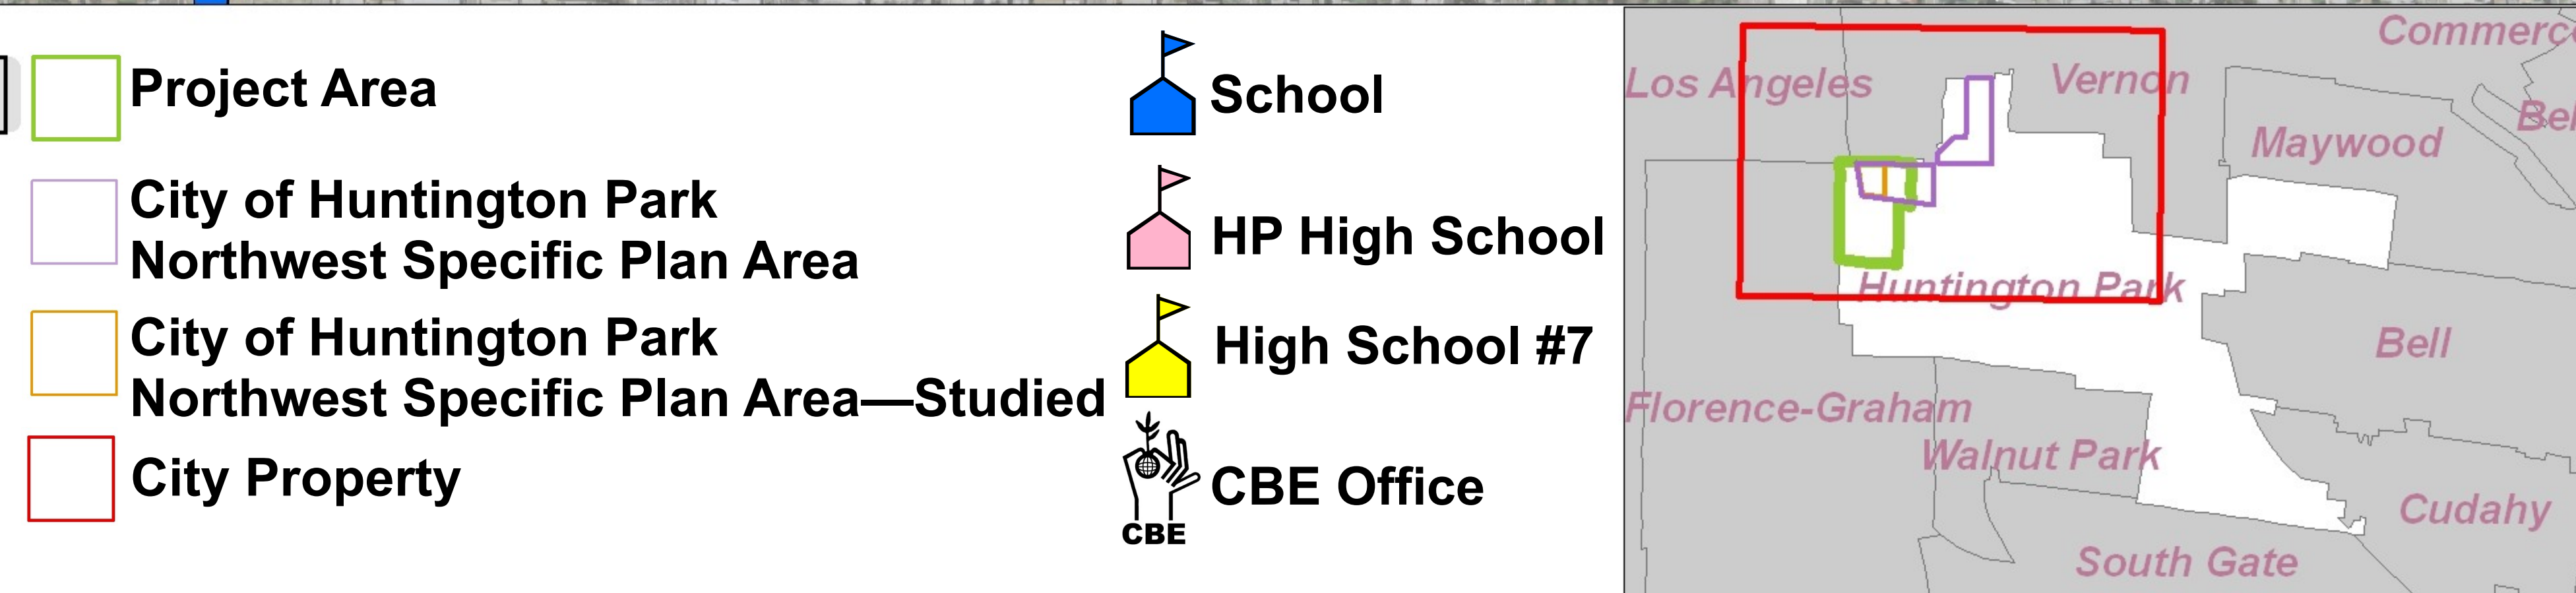 Project Area
City of Huntington Park
Northwest Specific Plan Area
City of Huntington Park
Northwest Specific Plan Area—Studied
City Property
School
HP High School
High School #7
CBE
CBE Office
Los Angeles
Vernon
Maywood
Huntington Park
Bell
Florence-Graham
Walnut Park
Cudahy
South Gate